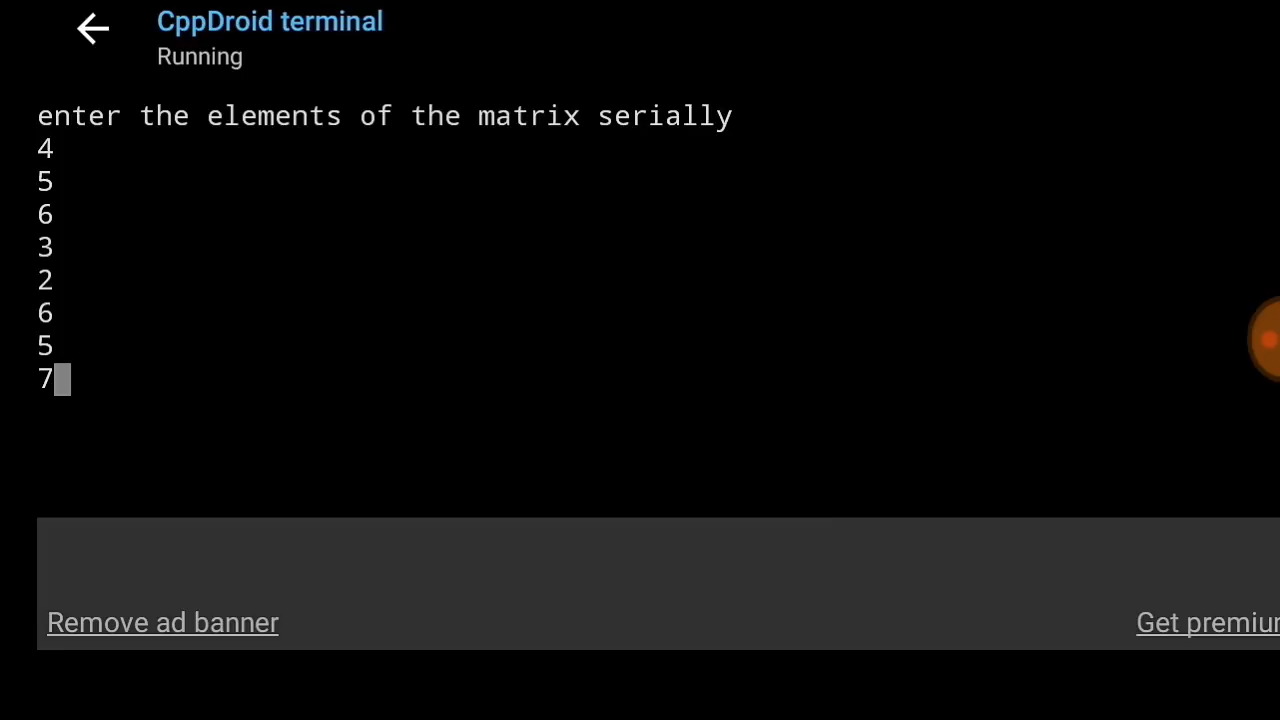 CppDroid terminal
Running
enter the elements of the matrix serially
4
5
6
3
2
6
5
7
Remove ad banner
Get premiu